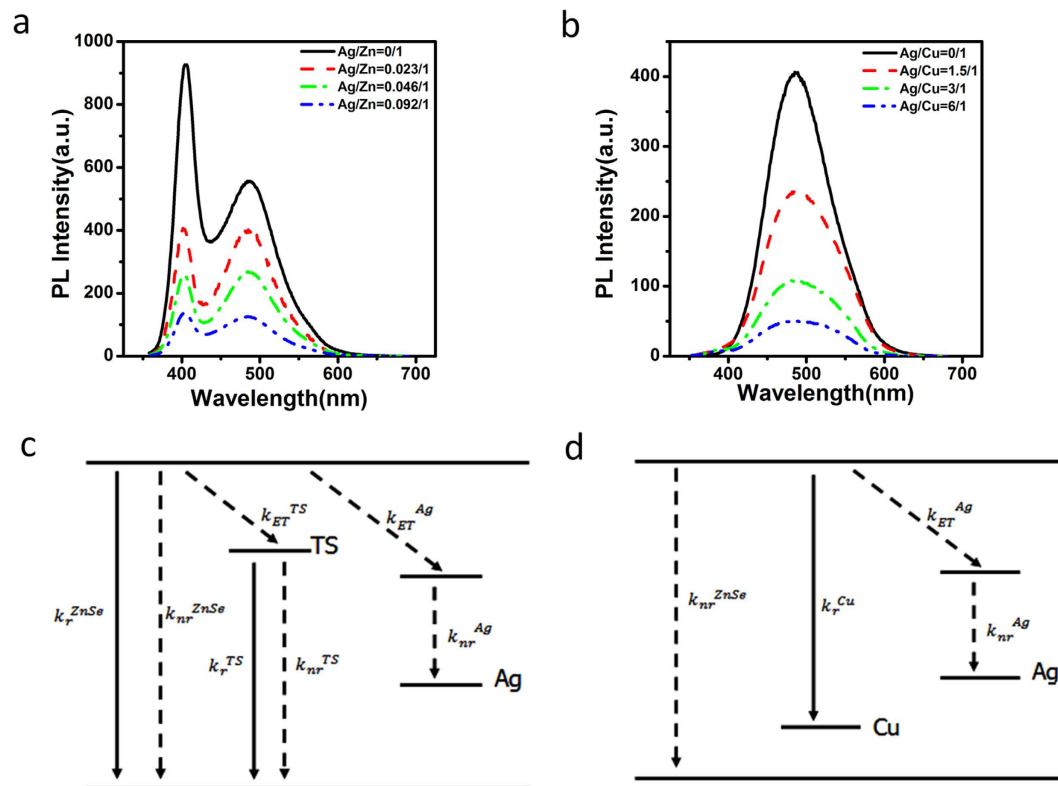 a
1000
800
600
400
200
0
PL Intensity(a.u.)
Ag/Zn=0/1
Ag/Zn=0.023/1
Ag/Zn=0.046/1
Ag/Zn=0.092/1
400 500 600 700
Wavelength(nm)
b
400
300
200
100
0
PL Intensity(a.u.)
Ag/Cu=0/1
Ag/Cu=1.5/1
Ag/Cu=3/1
Ag/Cu=6/1
400 500 600 700
Wavelength(nm)
c
k_r^ZnSe
k_nr^ZnSe
k_ET^TS
TS
k_r^TS
k_nr^TS
k_ET^Ag
k_nr^Ag
Ag
d
k_nr^ZnSe
k_r^Cu
Cu
k_ET^Ag
k_nr^Ag
Ag